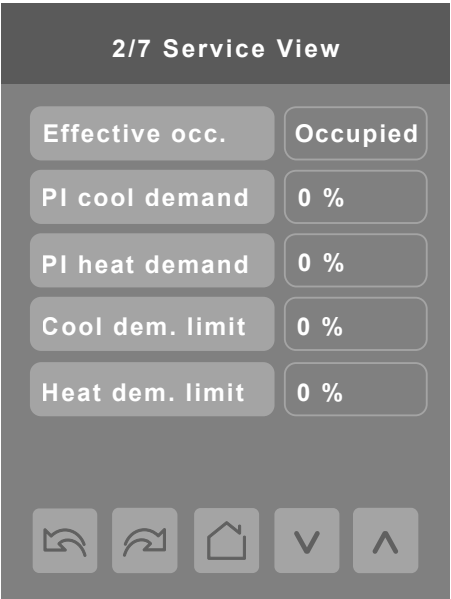 2/7 Service View
Effective occ. Occupied
PI cool demand 0 %
PI heat demand 0 %
Cool dem. limit 0 %
Heat dem. limit 0 %